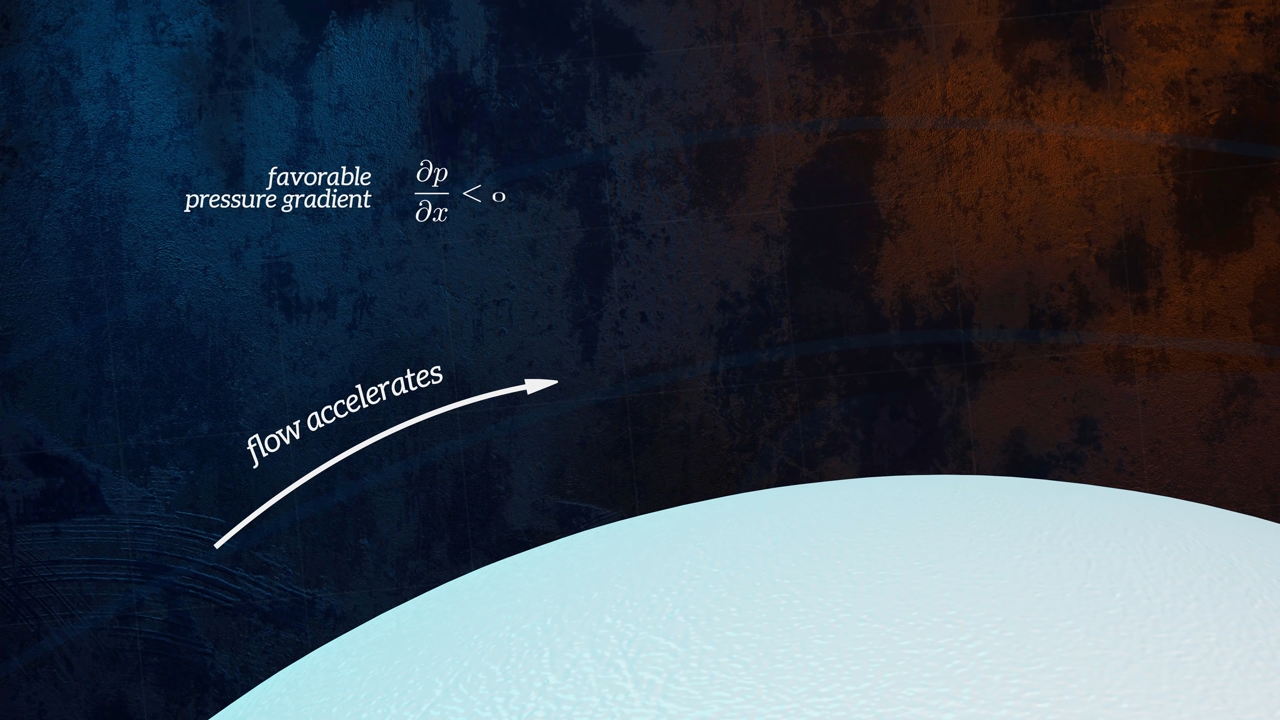 favorable
pressure gradient
∂p/∂x < 0
flow accelerates